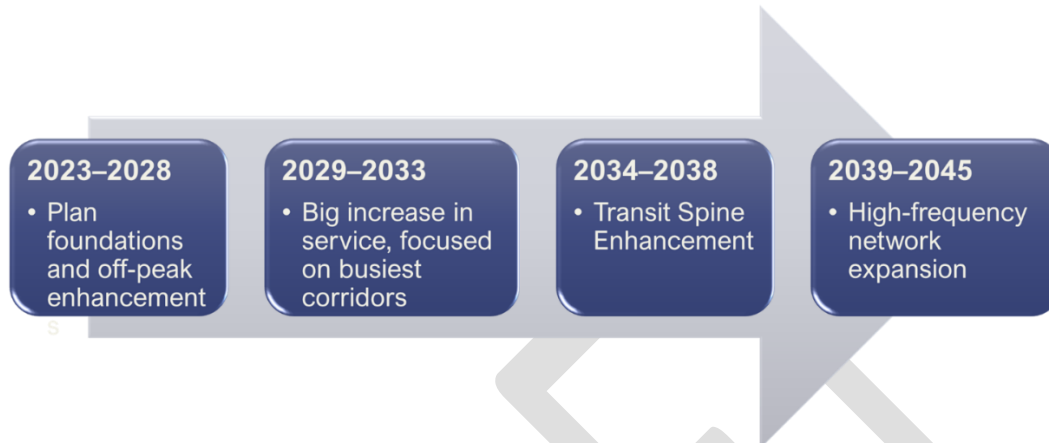 2023–2028
• Plan
foundations
and off-peak
enhancement
s
2029–2033
• Big increase in
service, focused
on busiest
corridors
2034–2038
• Transit Spine
Enhancement
2039–2045
• High-frequency
network
expansion